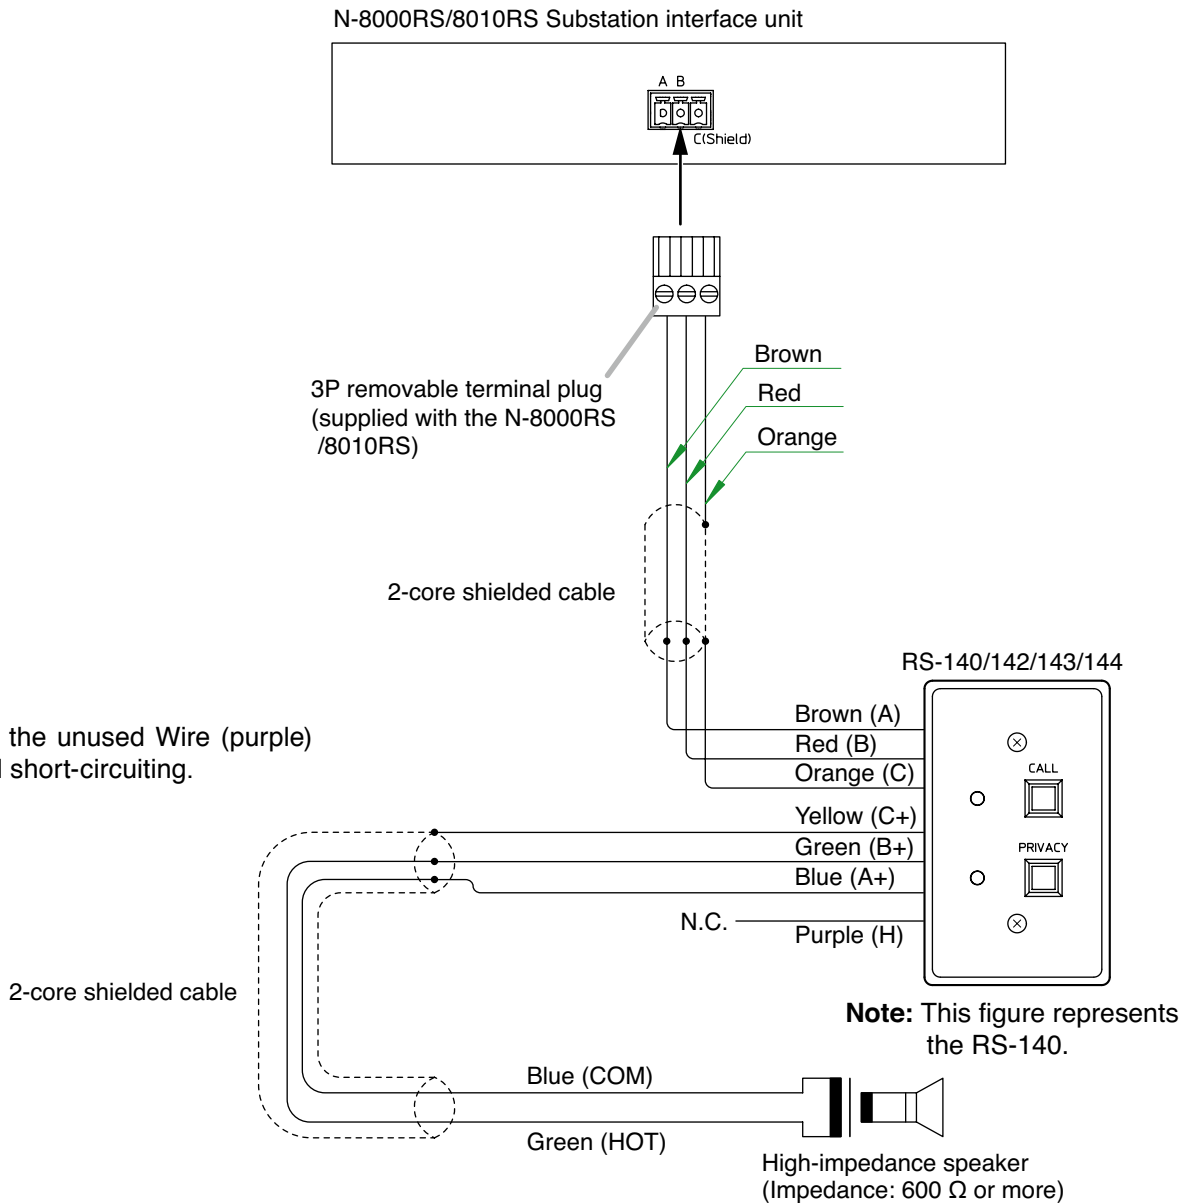 N-8000RS/8010RS Substation interface unit
A B
C(Shield)
3P removable terminal plug
(supplied with the N-8000RS
/8010RS)
Brown
Red
Orange
2-core shielded cable
RS-140/142/143/144
the unused Wire (purple)
short-circuiting.
Brown (A)
Red (B)
Orange (C)
CALL
Yellow (C+)
Green (B+)
Blue (A+)
PRIVACY
N.C.
Purple (H)
2-core shielded cable
Note: This figure represents
the RS-140.
Blue (COM)
Green (HOT)
High-impedance speaker
(Impedance: 600 Ω or more)